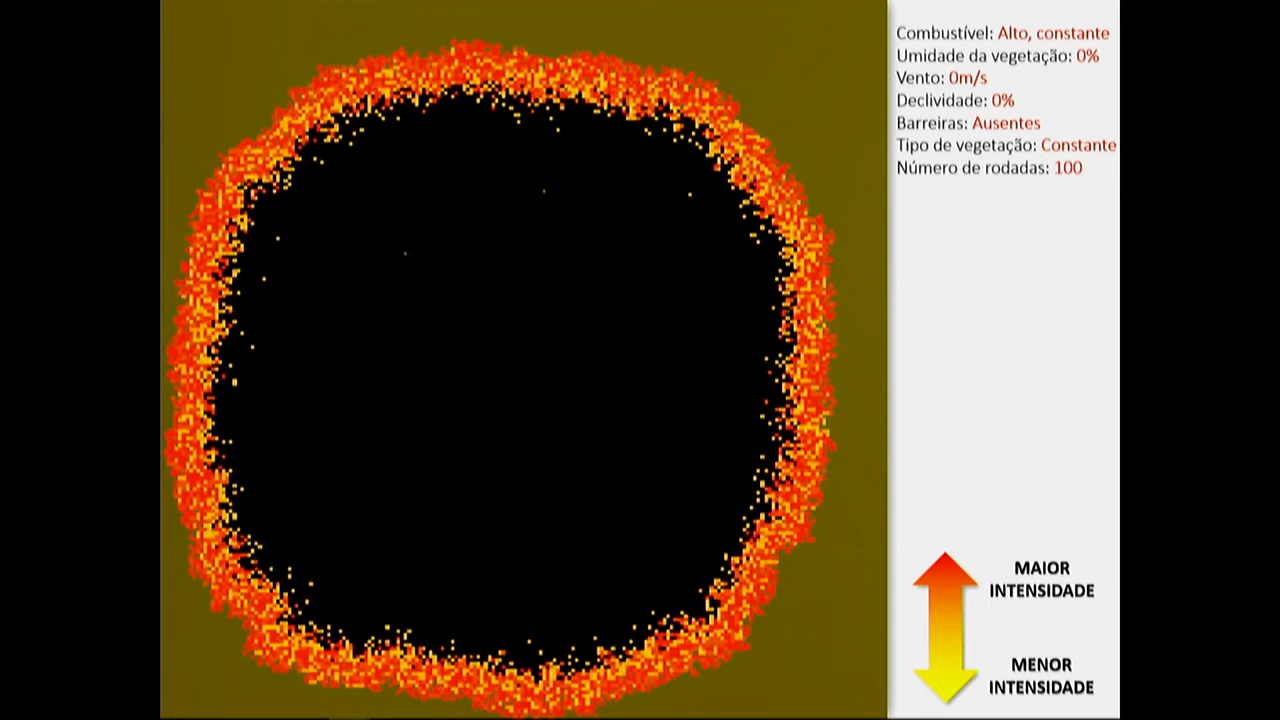 Combustível: Alto, constante
Umidade da vegetação: 0%
Vento: 0m/s
Declividade: 0%
Barreiras: Ausentes
Tipo de vegetação: Constante
Número de rodadas: 100
MAIOR
INTENSIDADE
MENOR
INTENSIDADE